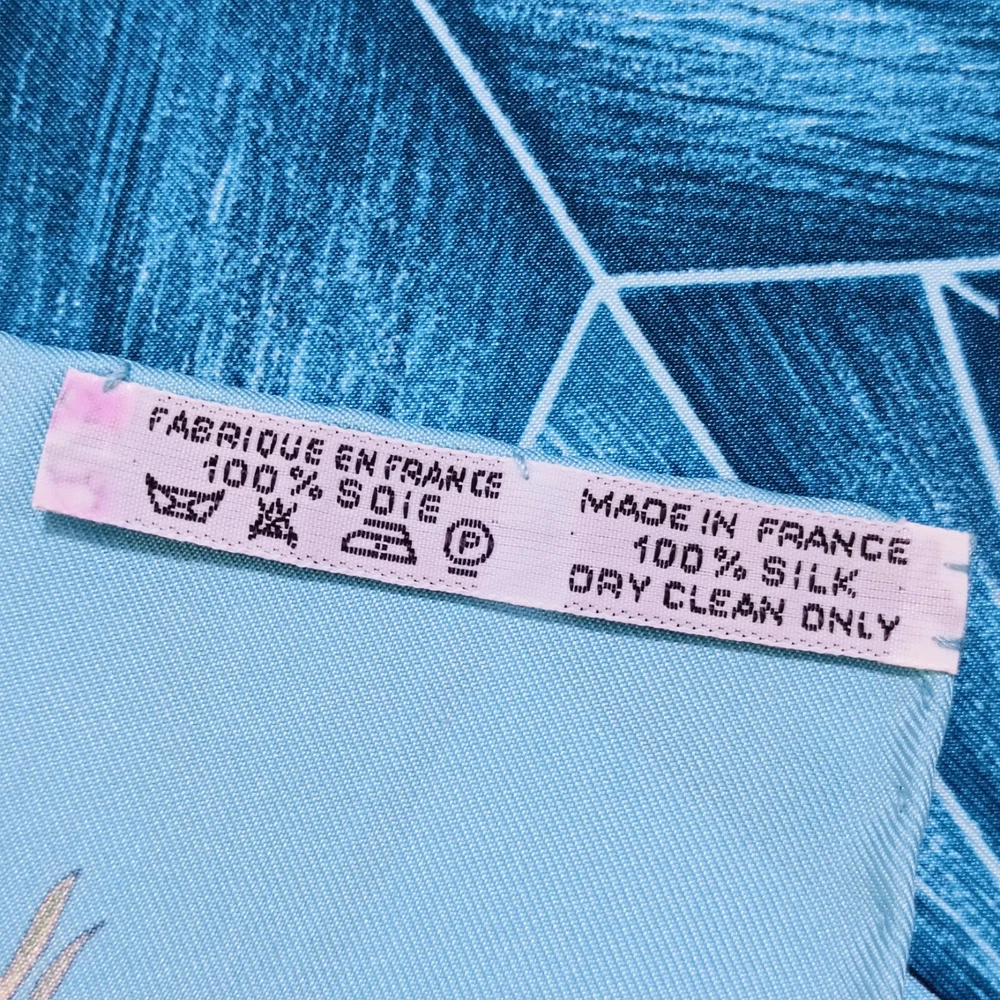 FABRIQUE EN FRANCE
100% SOIE
P
MADE IN FRANCE
100% SILK
DRY CLEAN ONLY